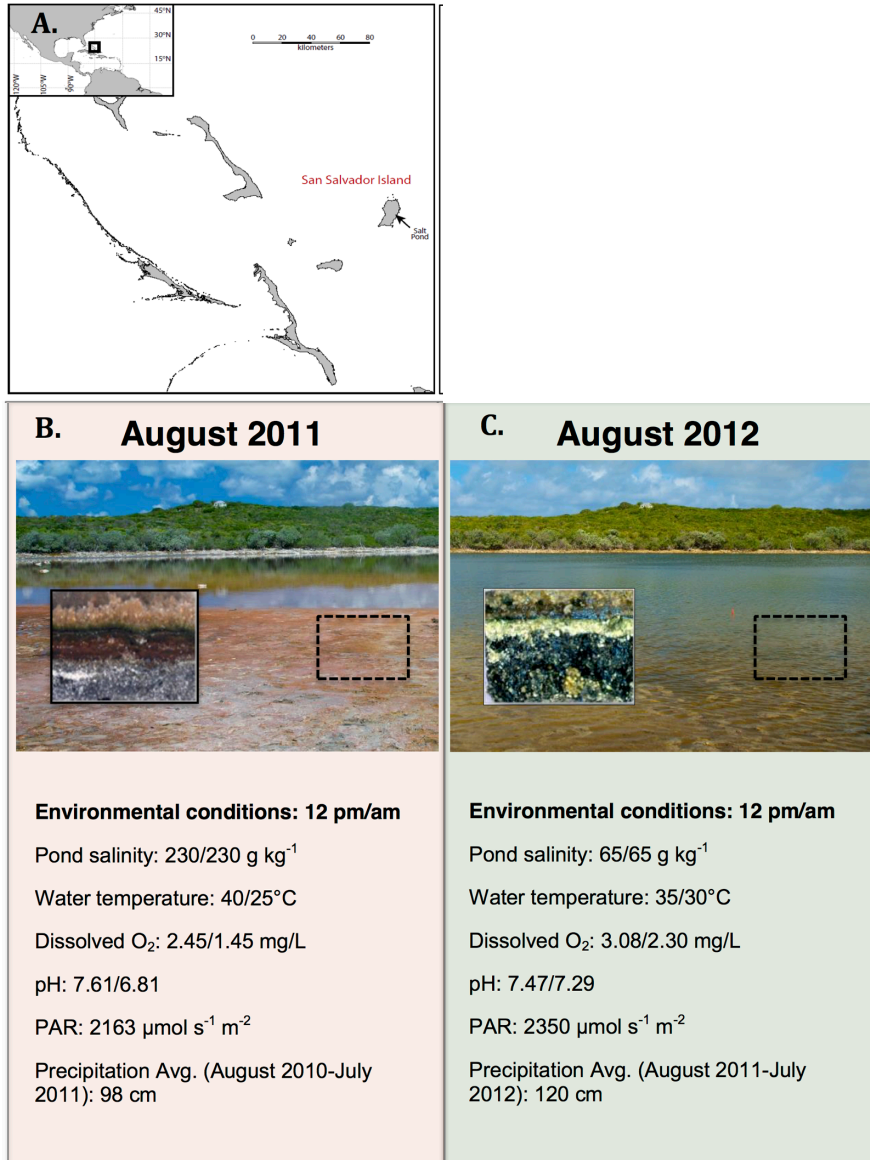 A.
45°N
30°N
15°N
120°W
105°W
90°W
0 20 40 60 80
kilometers
San Salvador Island
Salt
Pond
B. August 2011
C. August 2012
Environmental conditions: 12 pm/am
Pond salinity: 230/230 g kg⁻¹
Water temperature: 40/25°C
Dissolved O₂: 2.45/1.45 mg/L
pH: 7.61/6.81
PAR: 2163 µmol s⁻¹ m⁻²
Precipitation Avg. (August 2010-July
2011): 98 cm
Environmental conditions: 12 pm/am
Pond salinity: 65/65 g kg⁻¹
Water temperature: 35/30°C
Dissolved O₂: 3.08/2.30 mg/L
pH: 7.47/7.29
PAR: 2350 µmol s⁻¹ m⁻²
Precipitation Avg. (August 2011-July
2012): 120 cm